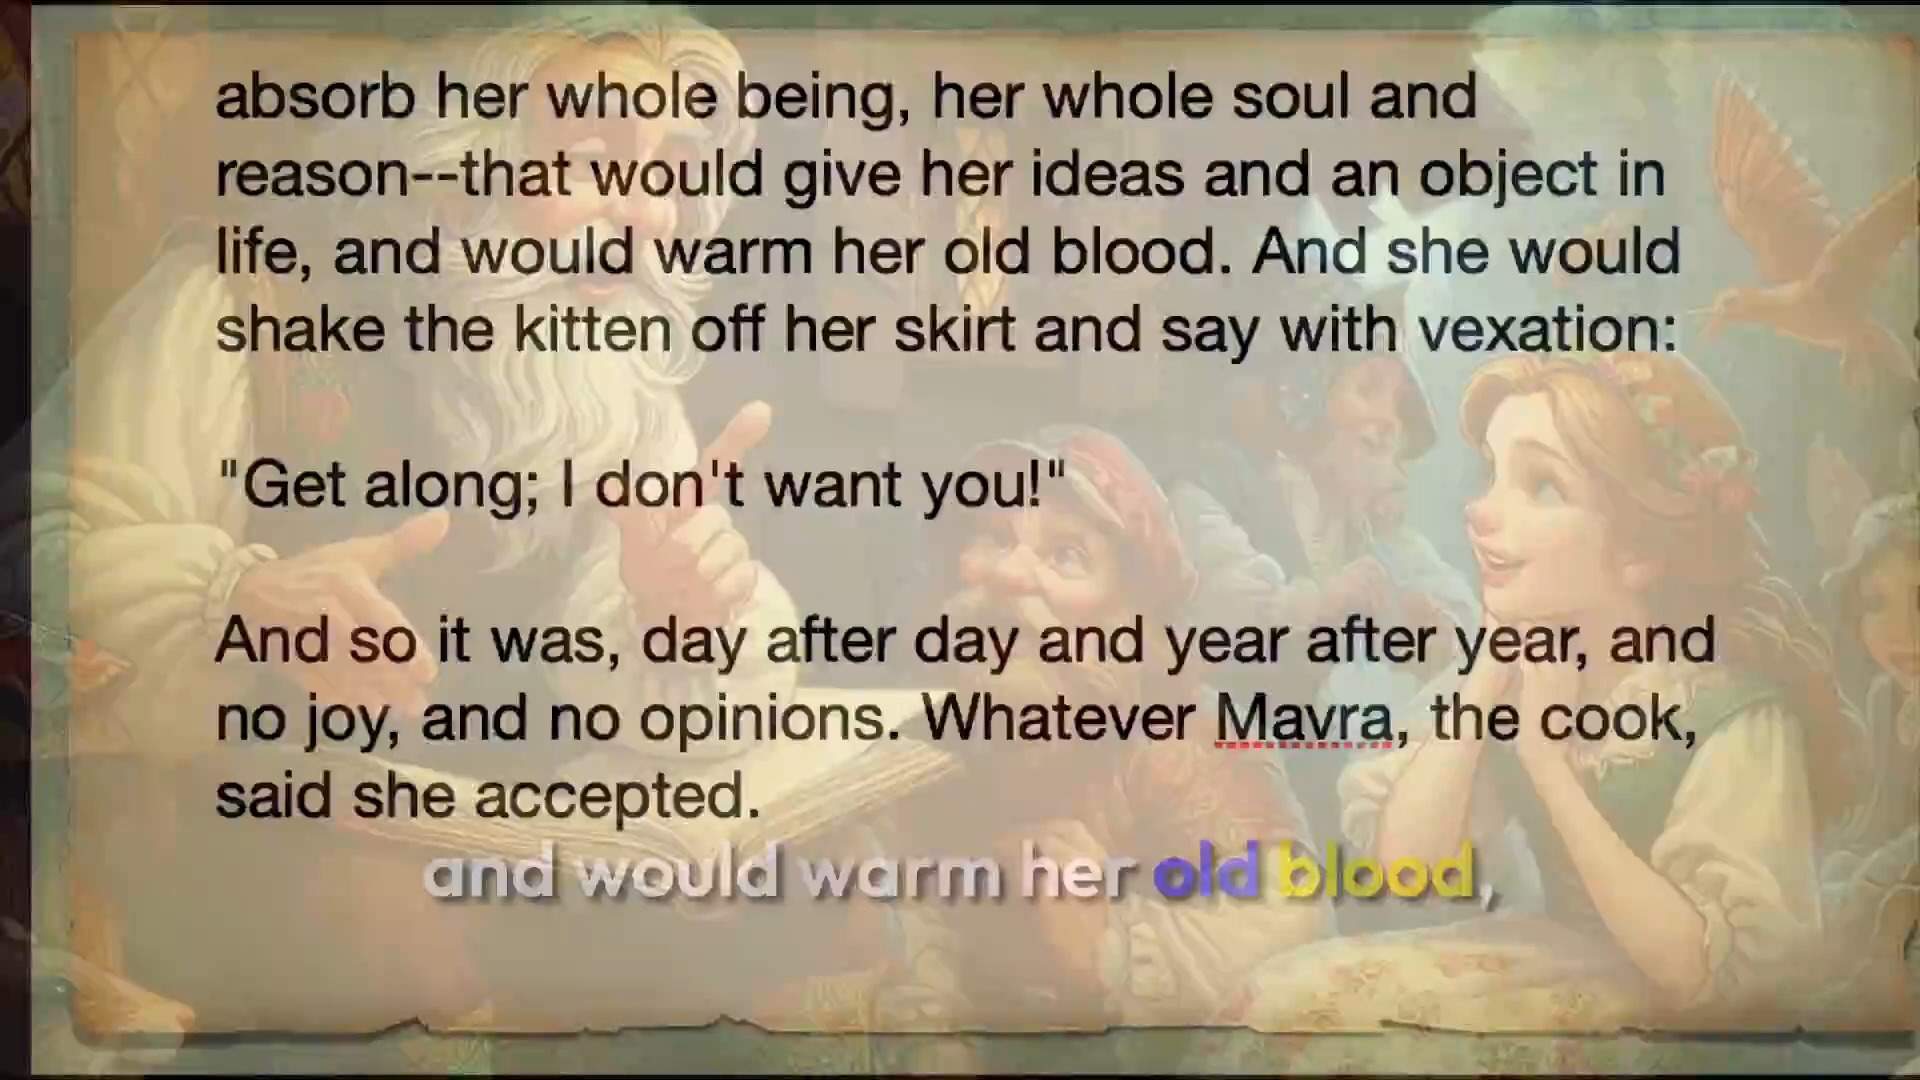 absorb her whole being, her whole soul and
reason--that would give her ideas and an object in
life, and would warm her old blood. And she would
shake the kitten off her skirt and say with vexation:
"Get along; I don't want you!"
And so it was, day after day and year after year, and
no joy, and no opinions. Whatever Mavra, the cook,
said she accepted.
and would warm her old blood,